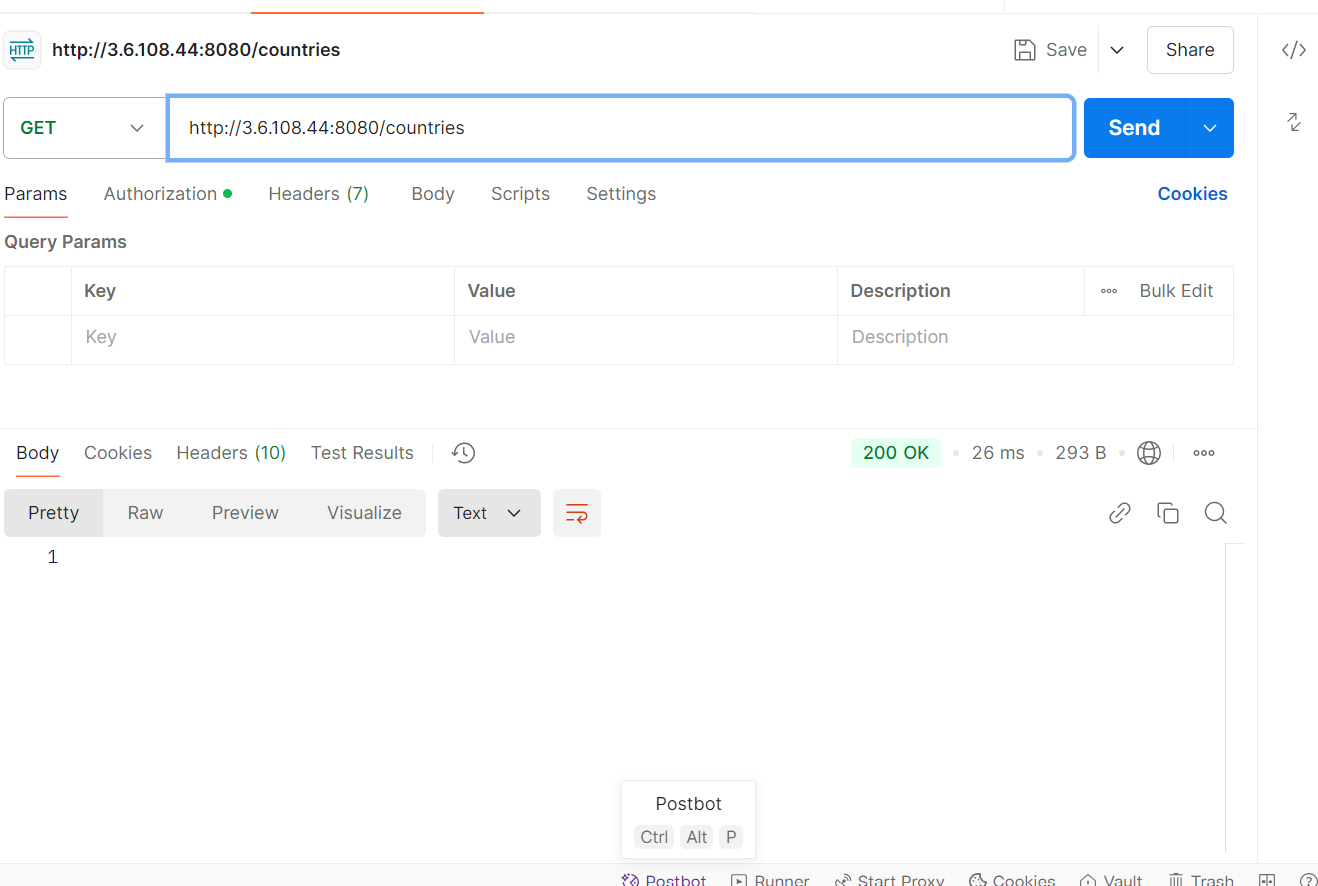 HTTP http://3.6.108.44:8080/countries Save Share </>
GET http://3.6.108.44:8080/countries Send
Params Authorization Headers (7) Body Scripts Settings Cookies
Query Params
Key Value Description Bulk Edit
Key Value Description
Body Cookies Headers (10) Test Results 200 OK 26 ms 293 B
Pretty Raw Preview Visualize Text
1
Postbot
Ctrl Alt P
Postbot Runner Start Proxy Cookies Vault Trash